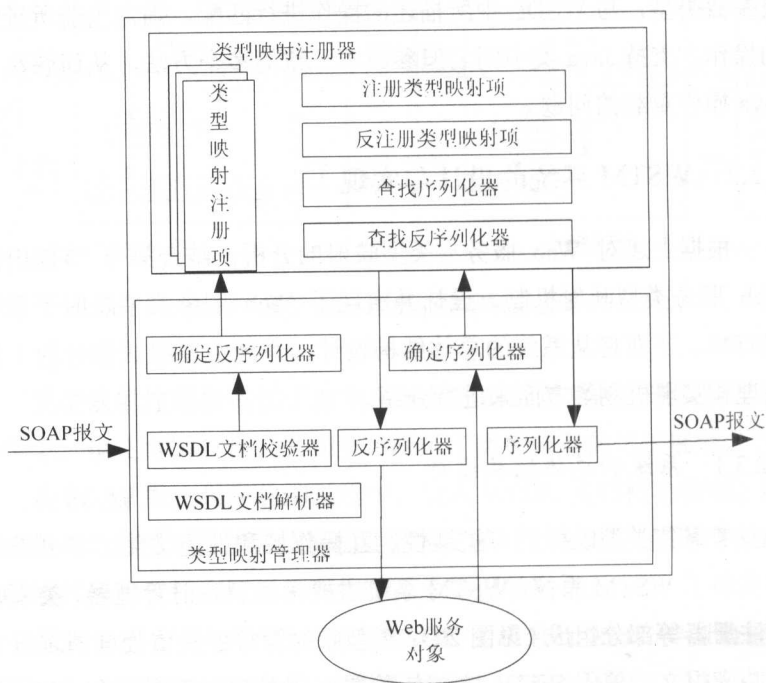 类型映射注册器
类
型
映
射
注
册
项
注册类型映射项
反注册类型映射项
查找序列化器
查找反序列化器
确定反序列化器
确定序列化器
SOAP报文
WSDL文档校验器
反序列化器
序列化器
SOAP报文
WSDL文档解析器
类型映射管理器
Web服务
对象